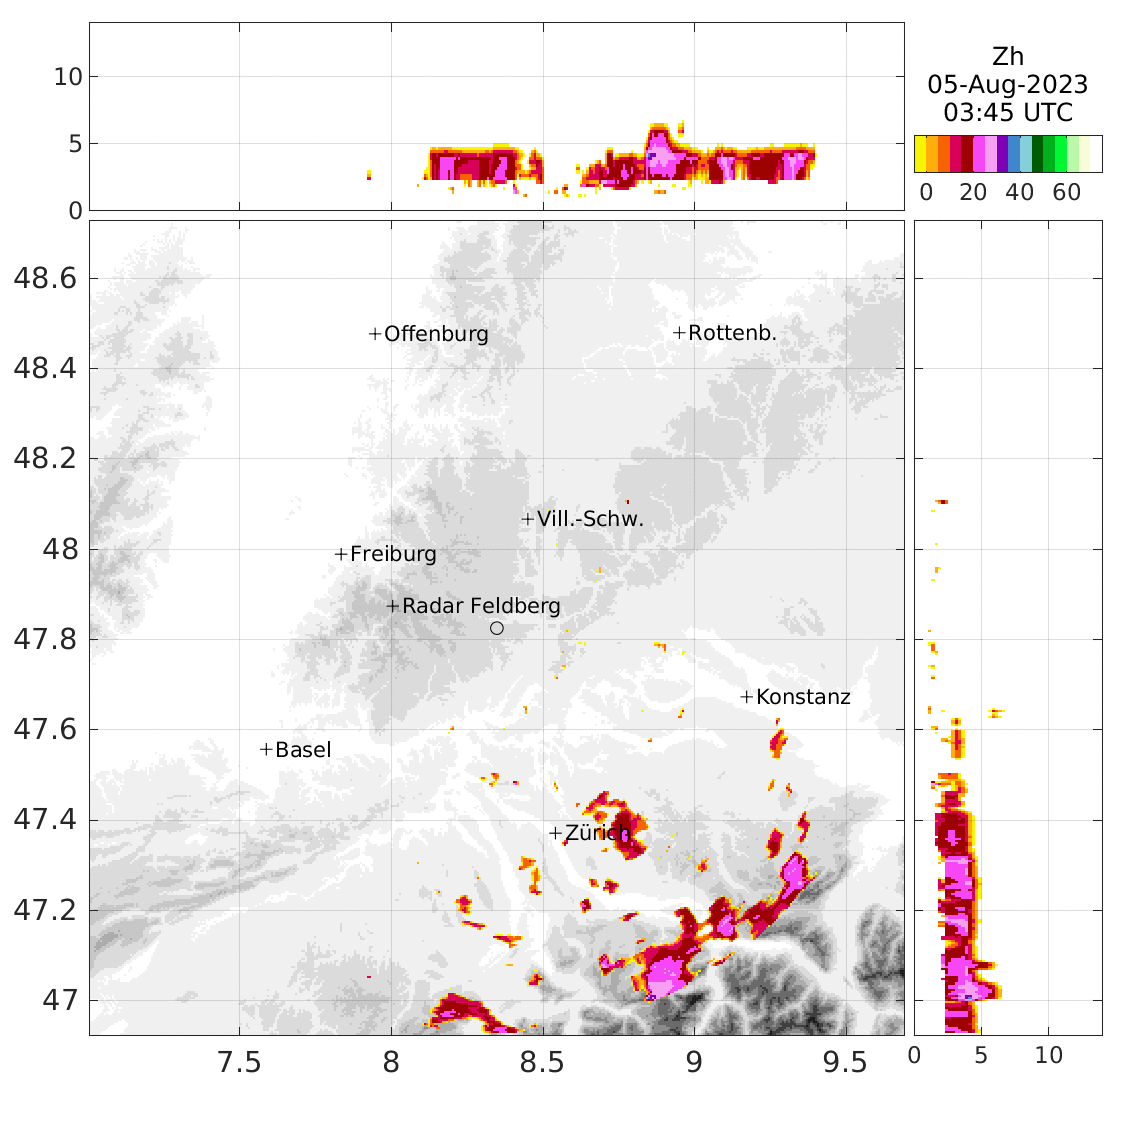 10
5
0
Zh
05-Aug-2023
03:45 UTC
0 20 40 60
48.6
48.4
48.2
48
47.8
47.6
47.4
47.2
47
+Offenburg
+Rottenb.
+Vill.-Schw.
+Freiburg
+Radar Feldberg
+Konstanz
+Basel
+Zürich
7.5 8 8.5 9 9.5
0 5 10